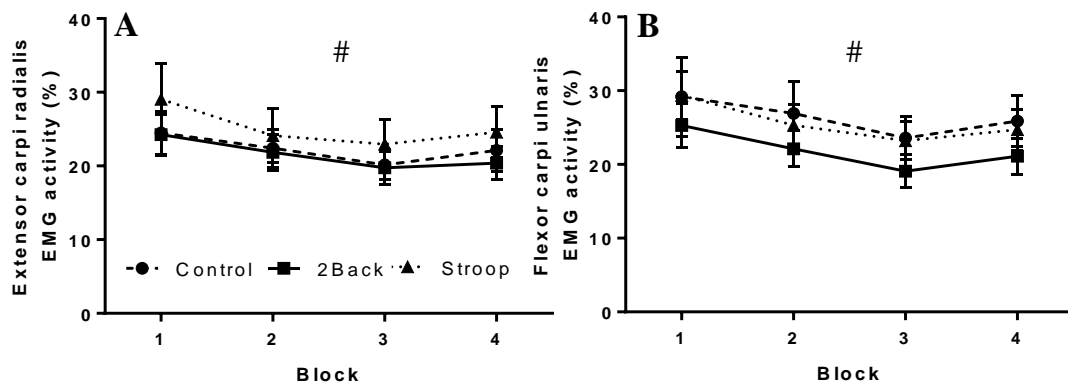 A
#
Extensor carpi radialis
EMG activity (%)
40
30
20
10
0
Control 2Back Stroop
1 2 3 4
Block
B
#
Flexor carpi ulnaris
EMG activity (%)
40
30
20
10
0
1 2 3 4
Block